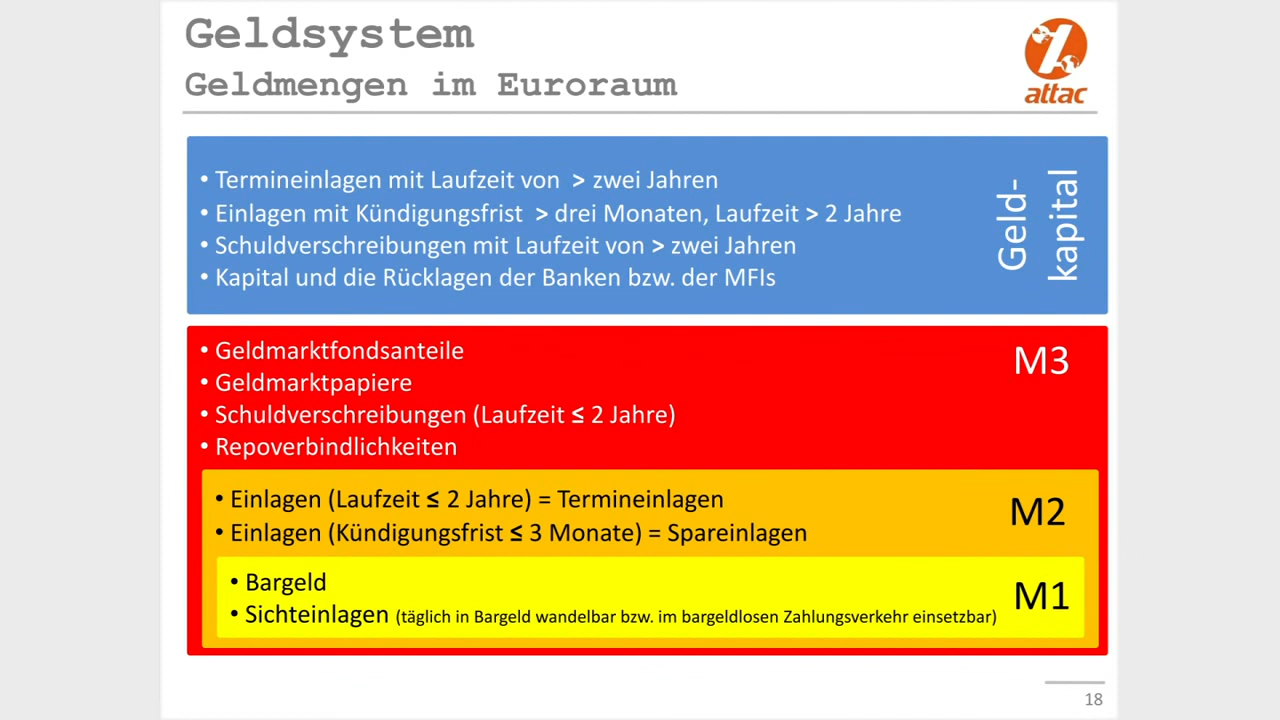 Geldsystem
Geldmengen im Euroraum
attac
• Termineinlagen mit Laufzeit von > zwei Jahren
• Einlagen mit Kündigungsfrist > drei Monaten, Laufzeit > 2 Jahre
• Schuldverschreibungen mit Laufzeit von > zwei Jahren
• Kapital und die Rücklagen der Banken bzw. der MFIs
Geld-
kapital
• Geldmarktfondsanteile
• Geldmarktpapiere
• Schuldverschreibungen (Laufzeit ≤ 2 Jahre)
• Repoverbindlichkeiten
M3
• Einlagen (Laufzeit ≤ 2 Jahre) = Termineinlagen
• Einlagen (Kündigungsfrist ≤ 3 Monate) = Spareinlagen
M2
• Bargeld
• Sichteinlagen (täglich in Bargeld wandelbar bzw. im bargeldlosen Zahlungsverkehr einsetzbar)
M1
18